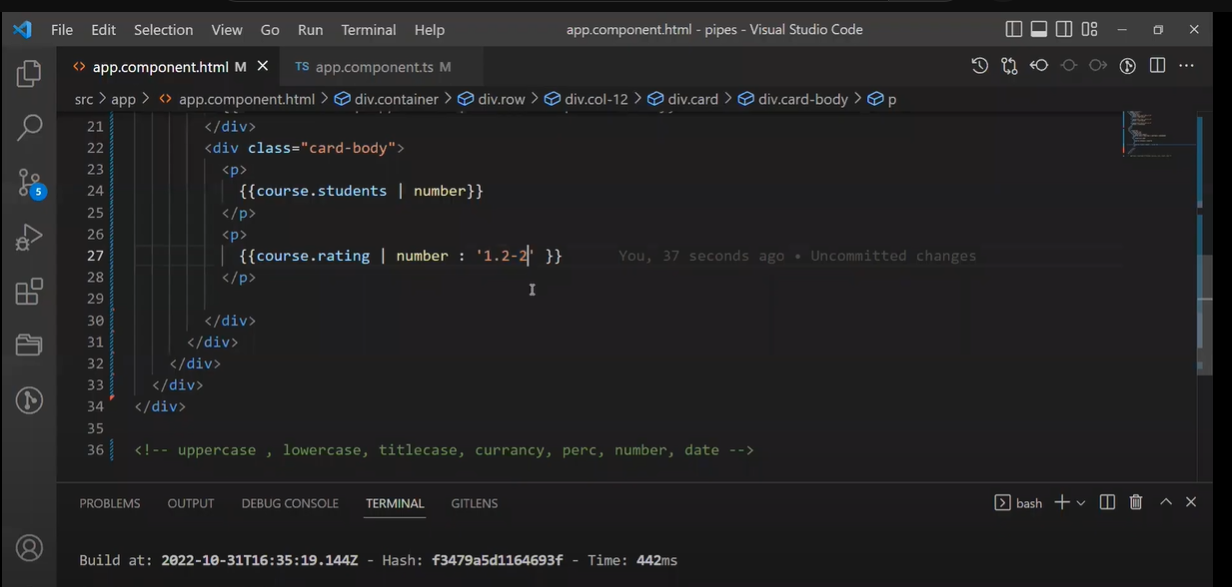 File Edit Selection View Go Run Terminal Help app.component.html - pipes - Visual Studio Code
<> app.component.html M × TS app.component.ts M
src > app > <> app.component.html > div.container > div.row > div.col-12 > div.card > div.card-body > p
21 </div>
22 <div class="card-body">
23 <p>
24 {{course.students | number}}
25 </p>
26 <p>
27 {{course.rating | number : '1.2-2' }} You, 37 seconds ago • Uncommitted changes
28 </p>
29
30 </div>
31 </div>
32 </div>
33 </div>
34 </div>
35
36 <!-- uppercase , lowercase, titlecase, currancy, perc, number, date -->
5
PROBLEMS OUTPUT DEBUG CONSOLE TERMINAL GITLENS bash
Build at: 2022-10-31T16:35:19.144Z - Hash: f3479a5d1164693f - Time: 442ms